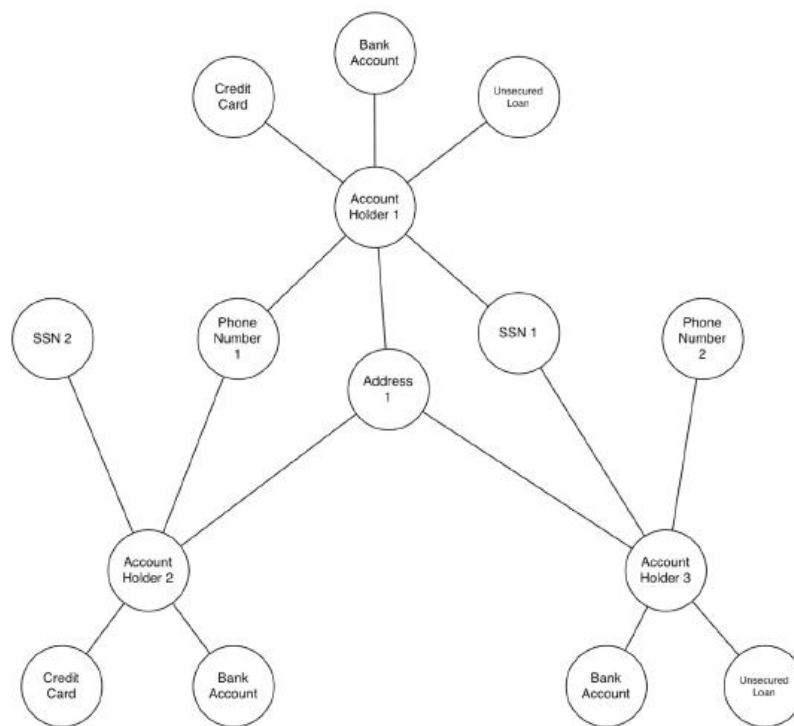 Bank
Account
Credit
Card
Unsecured
Loan
Account
Holder 1
SSN 2
Phone
Number
1
SSN 1
Phone
Number
2
Address
1
Account
Holder 2
Account
Holder 3
Credit
Card
Bank
Account
Bank
Account
Unsecured
Loan